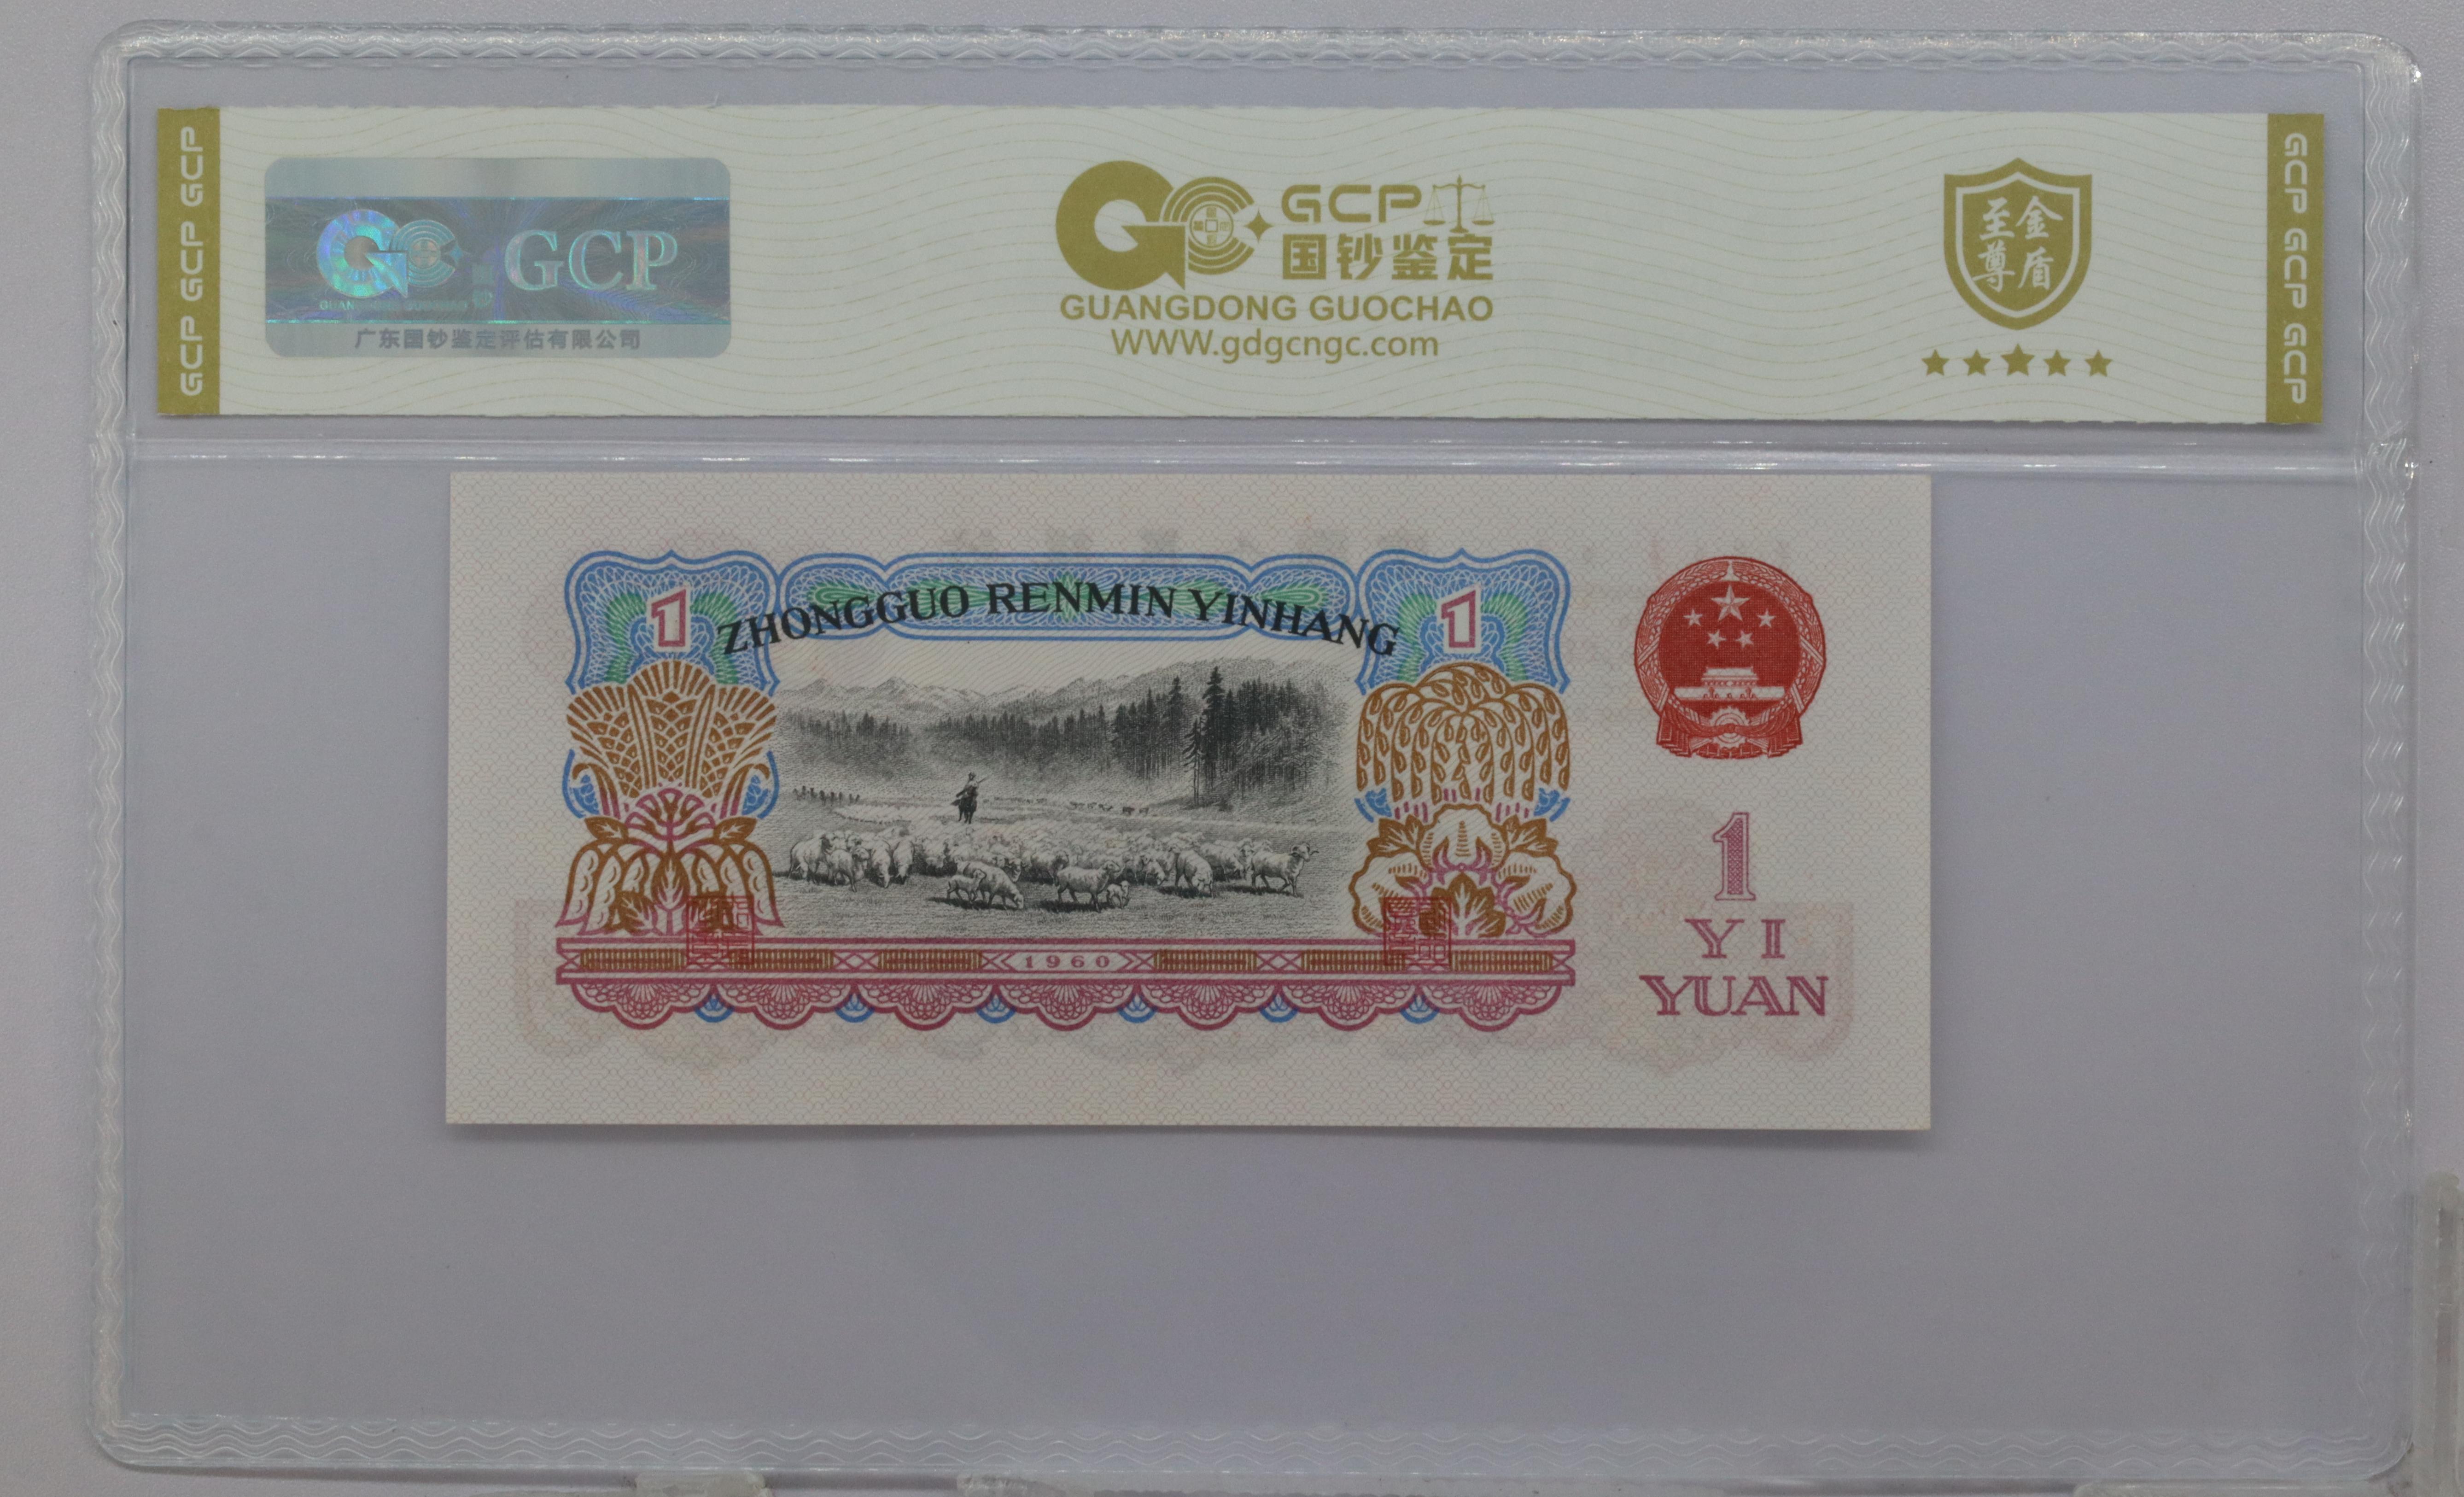 GCP GCP GCP
GCP
GUANGDONG GUOCHAO
广东国钞鉴定评估有限公司
GCP
国钞鉴定
GUANGDONG GUOCHAO
WWW.gdgcngc.com
至尊
金盾
GCP GCP GCP
ZHONGGUO RENMIN YINHANG
1
1
1960
1
YI
YUAN